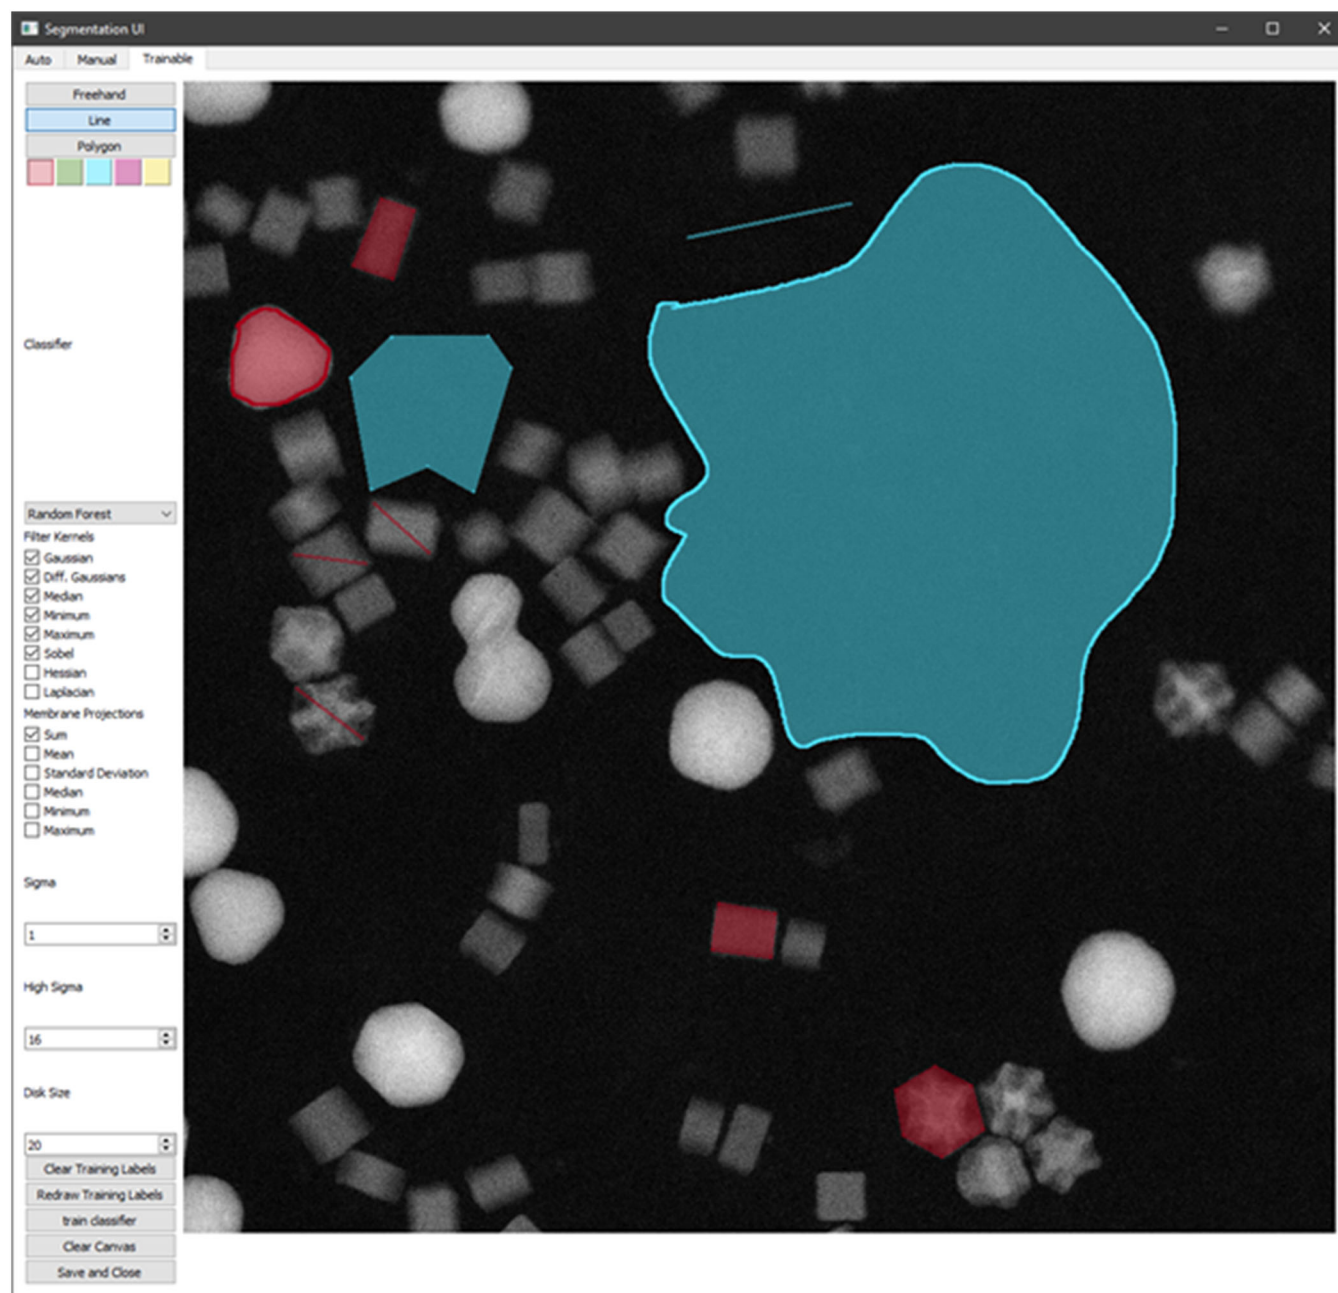 Segmentation UI
Auto Manual Trainable
Freehand
Line
Polygon
Classifier
Random Forest
Filter Kernels
Gaussian
Diff. Gaussians
Median
Minimum
Maximum
Sobel
Hessian
Laplacian
Membrane Projections
Sum
Mean
Standard Deviation
Median
Minimum
Maximum
Sigma
1
High Sigma
16
Disk Size
20
Clear Training Labels
Redraw Training Labels
train classifier
Clear Canvas
Save and Close